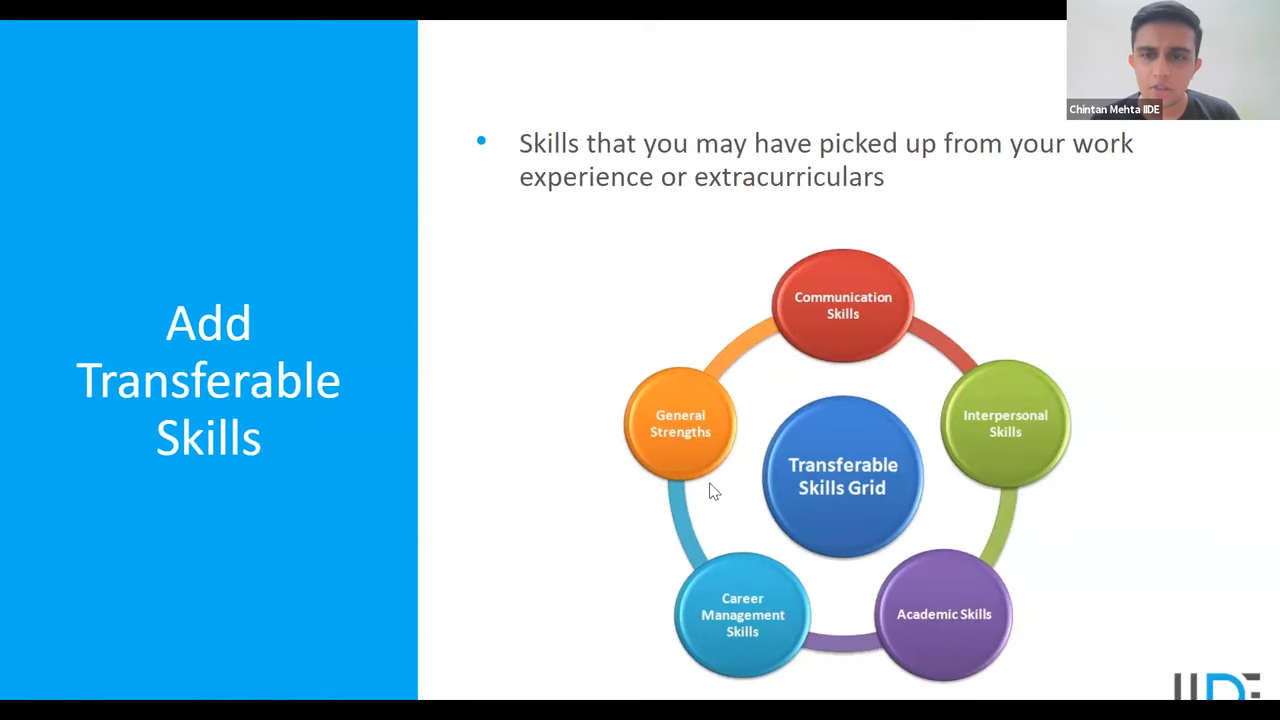 Chintan Mehta IIDE
• Skills that you may have picked up from your work
experience or extracurriculars
Add
Transferable
Skills
Communication
Skills
General
Strengths
Interpersonal
Skills
Transferable
Skills Grid
Career
Management
Skills
Academic Skills
IIDE